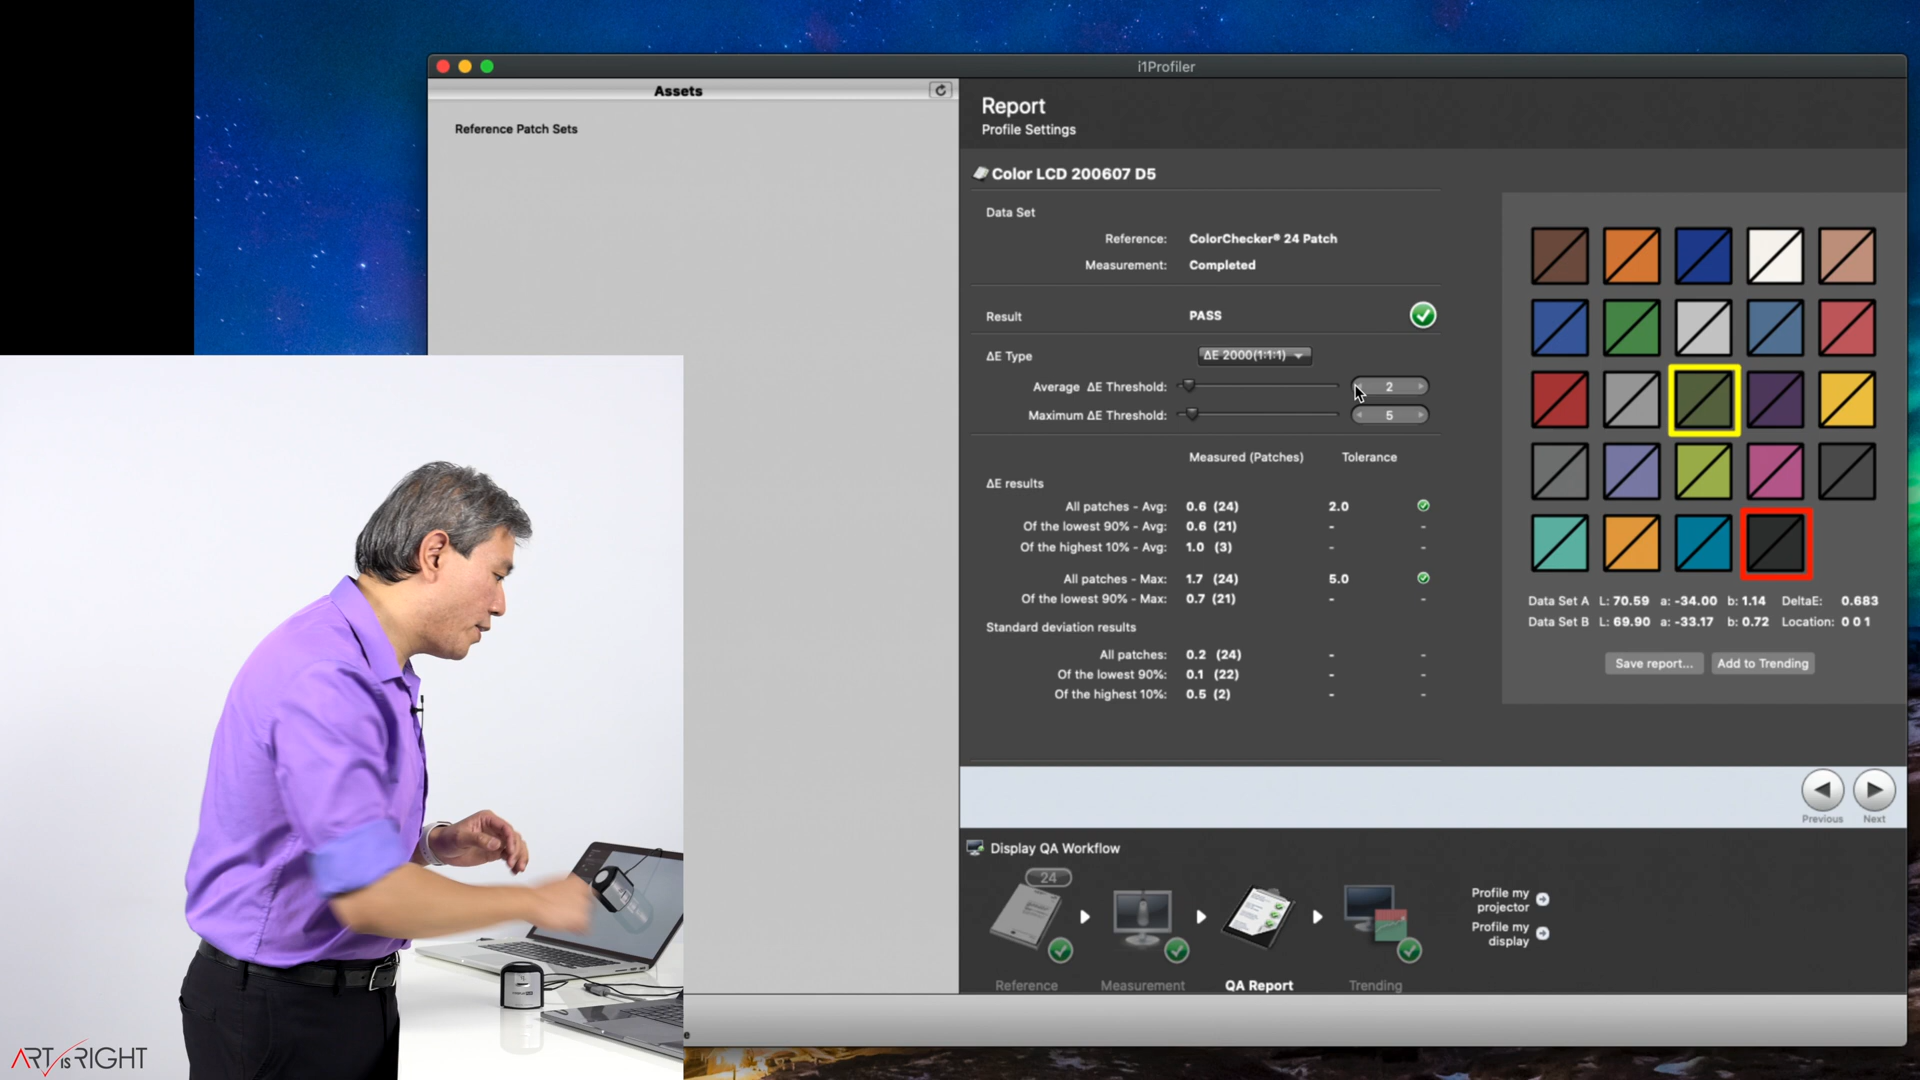 i1Profiler
Assets
Reference Patch Sets
Report
Profile Settings
Color LCD 200607 D5
Data Set
Reference: ColorChecker® 24 Patch
Measurement: Completed
Result PASS
ΔE Type ΔE 2000(1:1:1)
Average ΔE Threshold: 2
Maximum ΔE Threshold: 5
Measured (Patches) Tolerance
ΔE results
All patches - Avg: 0.6 (24) 2.0
Of the lowest 90% - Avg: 0.6 (21) - -
Of the highest 10% - Avg: 1.0 (3) - -
All patches - Max: 1.7 (24) 5.0
Of the lowest 90% - Max: 0.7 (21) - -
Standard deviation results
All patches: 0.2 (24) - -
Of the lowest 90%: 0.1 (22) - -
Of the highest 10%: 0.5 (2) - -
Data Set A L: 70.59 a: -34.00 b: 1.14 DeltaE: 0.683
Data Set B L: 69.90 a: -33.17 b: 0.72 Location: 0 0 1
Save report... Add to Trending
Previous Next
Display QA Workflow
24
Profile my
projector
Profile my
display
Reference Measurement QA Report Trending
e
ART is RIGHT